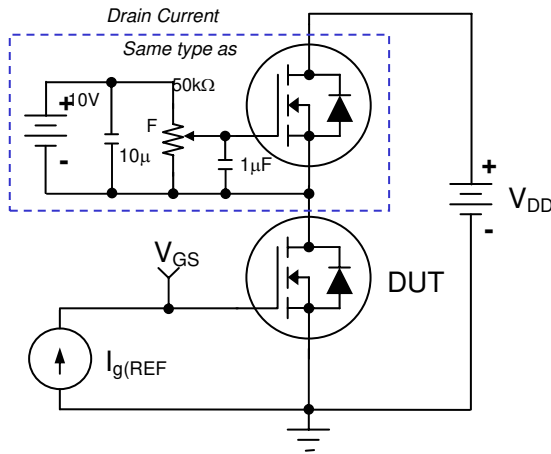 Drain Current
Same type as
50kΩ
+
10V
-
F
10µ
1µF
+
-
V_DD
V_GS
DUT
I_g(REF